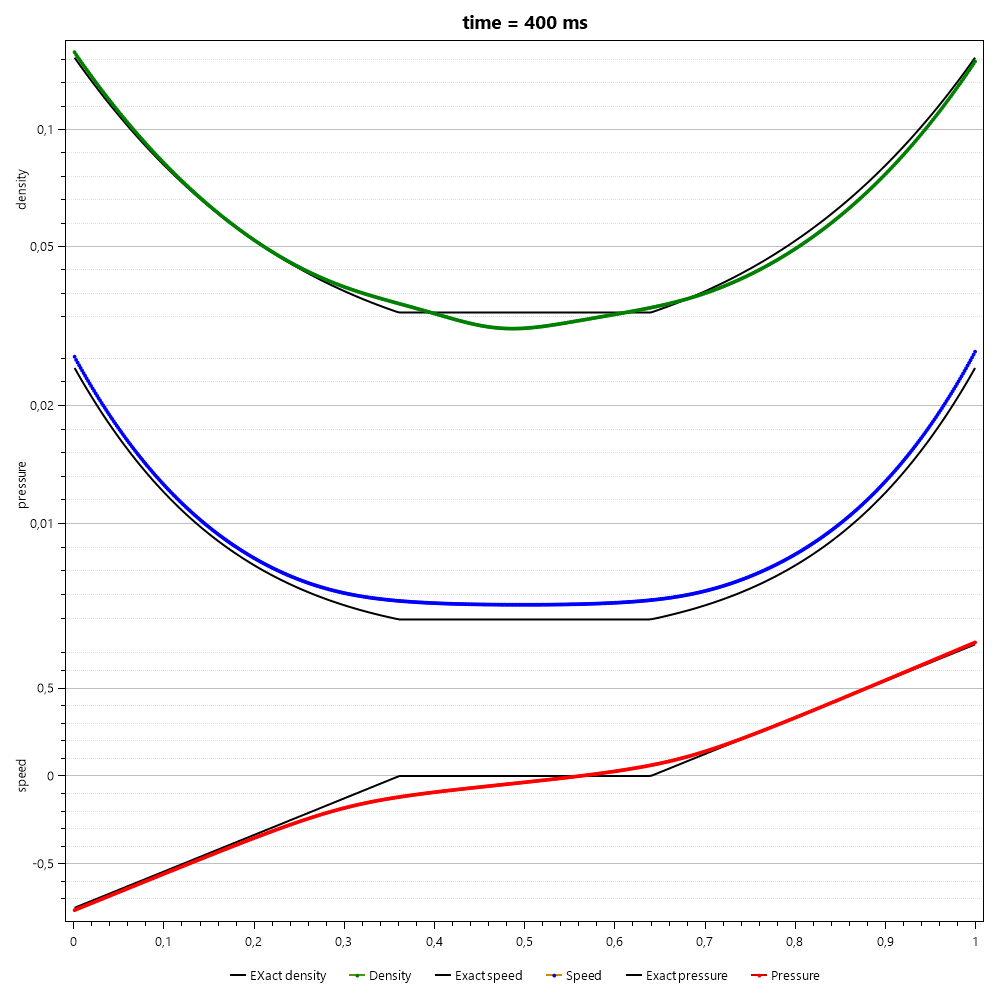 time = 400 ms
density
0,1
0,05
pressure
0,02
0,01
speed
0,5
0
-0,5
0 0,1 0,2 0,3 0,4 0,5 0,6 0,7 0,8 0,9 1
EXact density Density Exact speed Speed Exact pressure Pressure